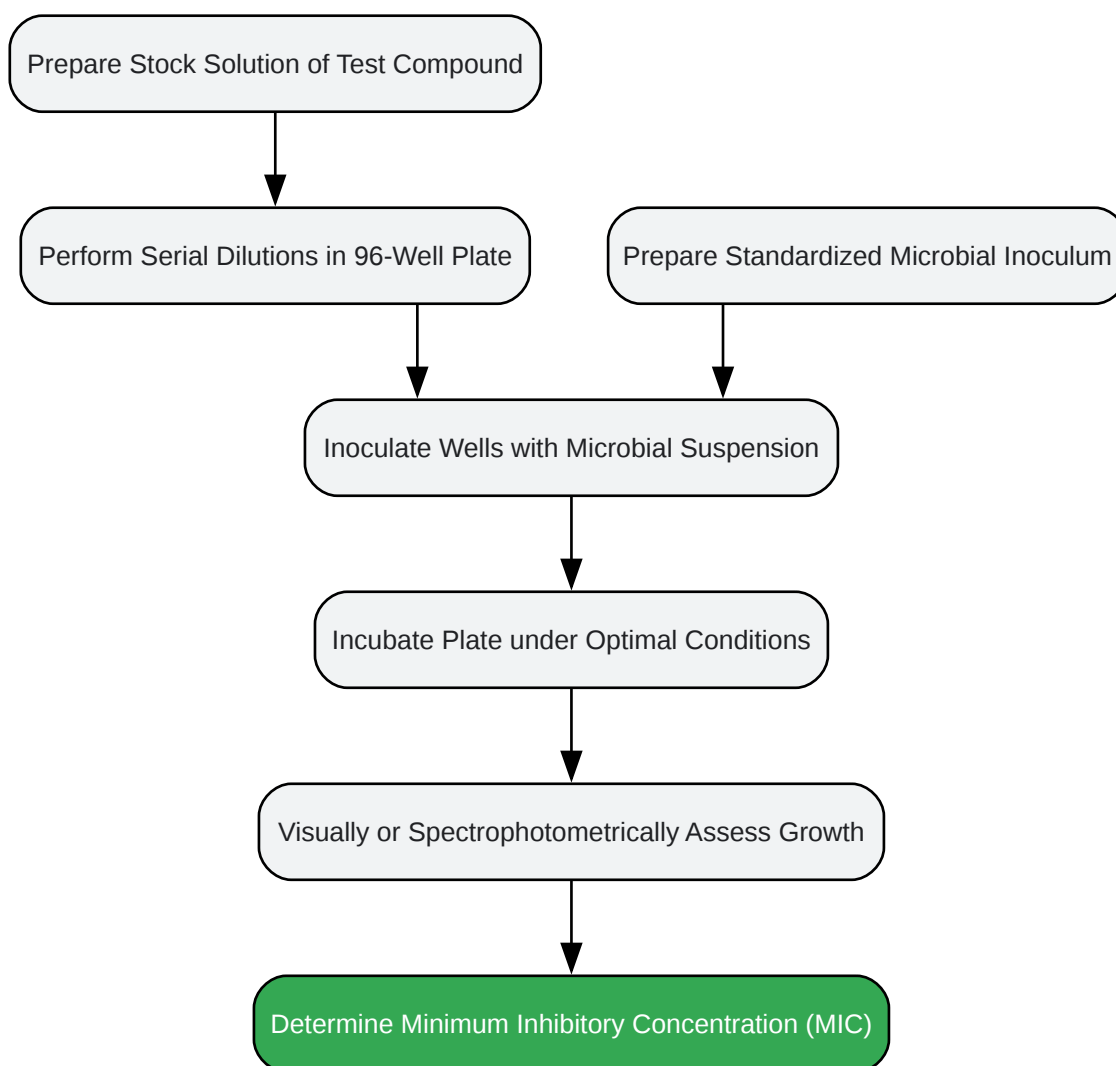 Prepare Stock Solution of Test Compound
Perform Serial Dilutions in 96-Well Plate
Prepare Standardized Microbial Inoculum
Inoculate Wells with Microbial Suspension
Incubate Plate under Optimal Conditions
Visually or Spectrophotometrically Assess Growth
Determine Minimum Inhibitory Concentration (MIC)